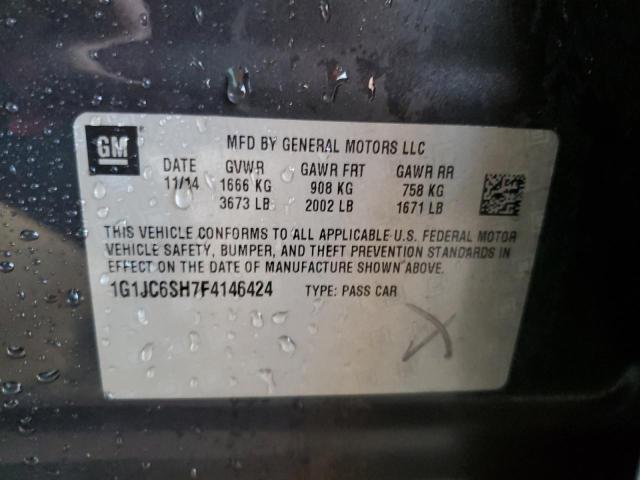 GM
MFD BY GENERAL MOTORS LLC
DATE GVWR GAWR FRT GAWR RR
11/14 1666 KG 908 KG 758 KG
3673 LB 2002 LB 1671 LB
THIS VEHICLE CONFORMS TO ALL APPLICABLE U.S. FEDERAL MOTOR
VEHICLE SAFETY, BUMPER, AND THEFT PREVENTION STANDARDS IN
EFFECT ON THE DATE OF MANUFACTURE SHOWN ABOVE.
1G1JC6SH7F4146424 TYPE: PASS CAR